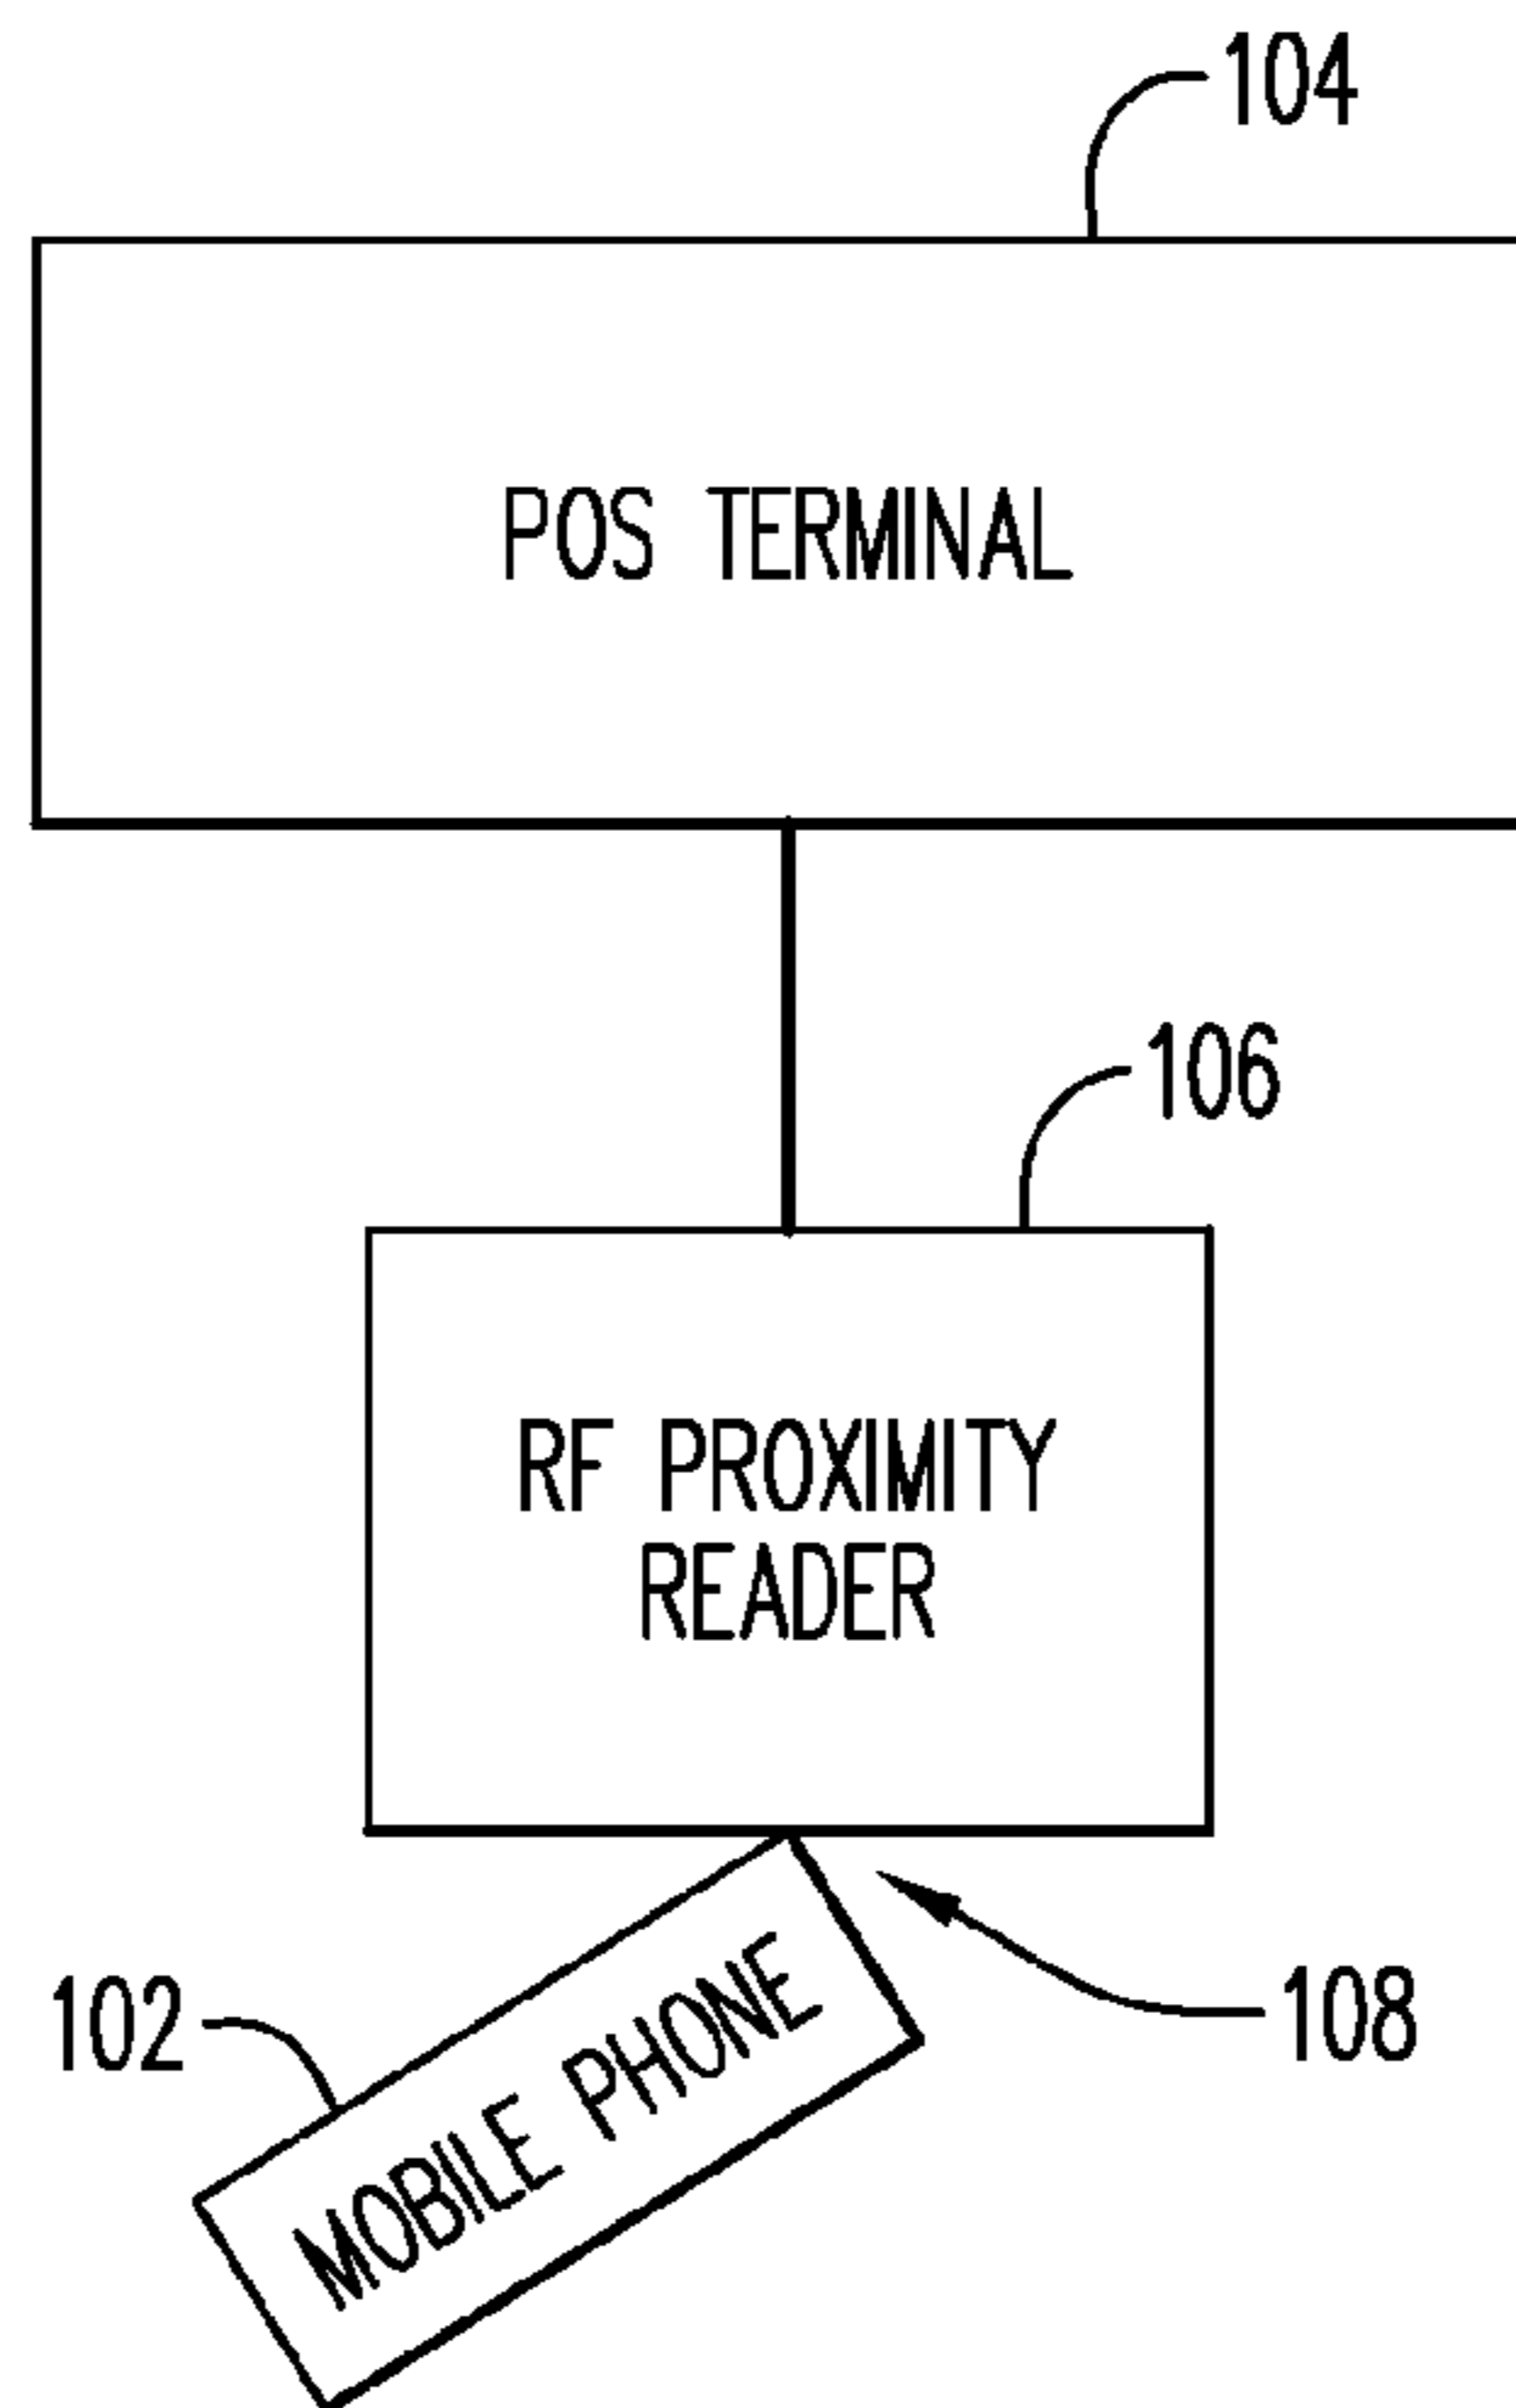 104
POS TERMINAL
106
RF PROXIMITY
READER
102
MOBILE PHONE
108